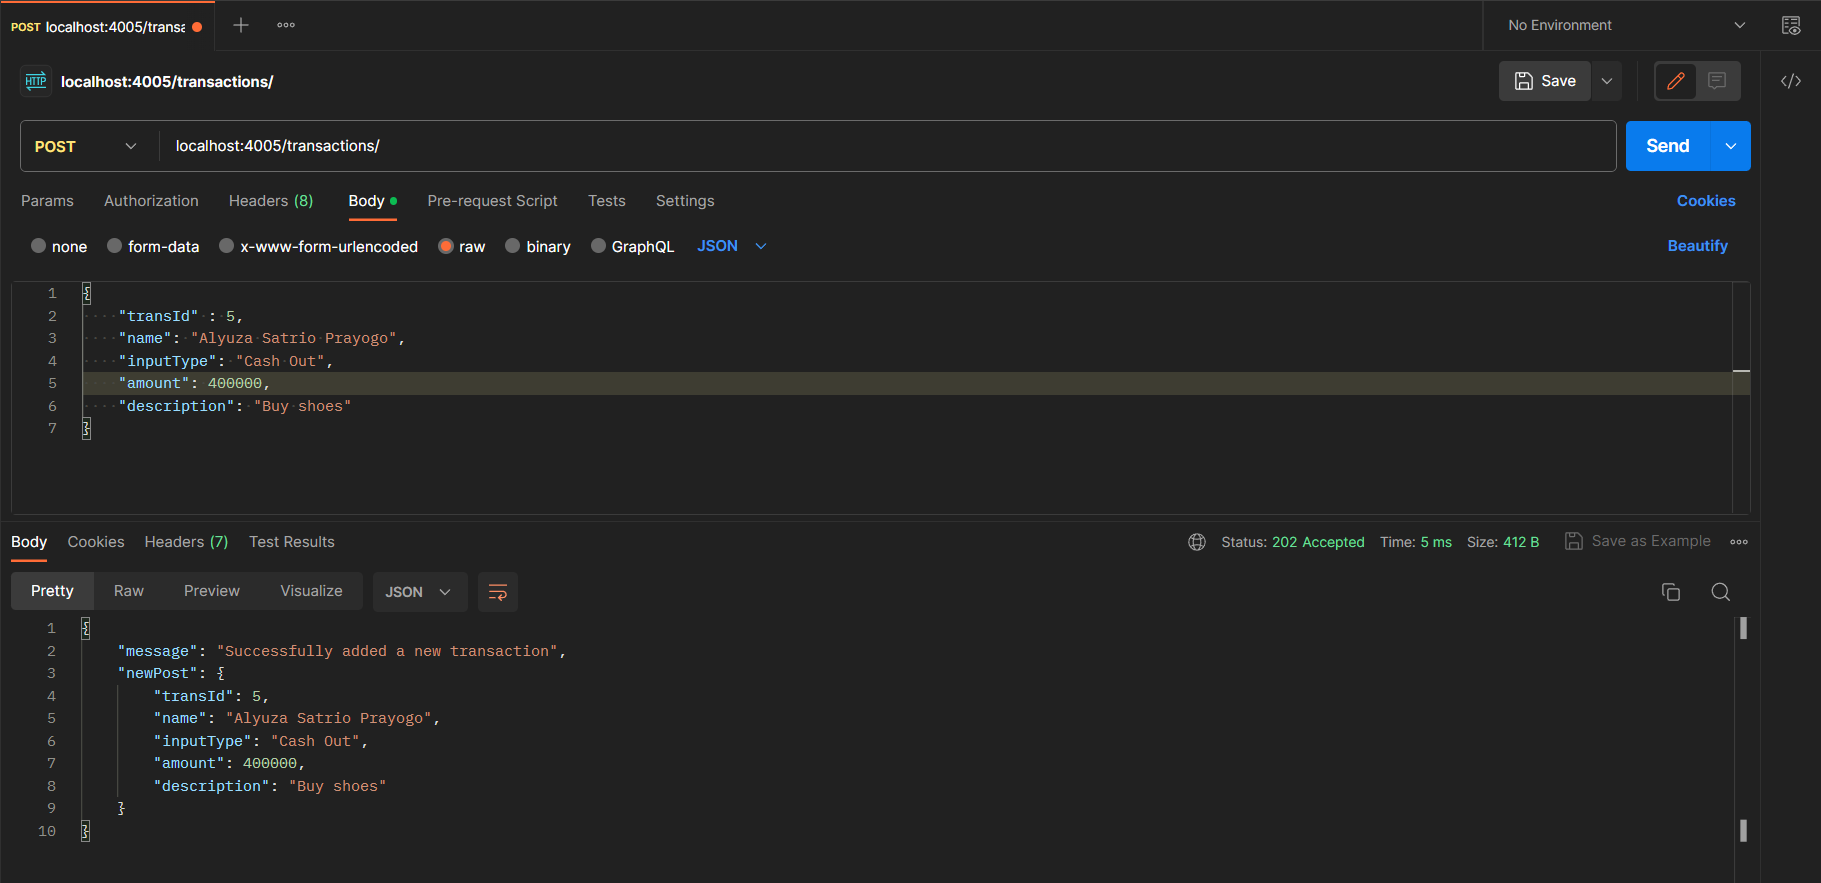 POST localhost:4005/transa
No Environment
HTTP localhost:4005/transactions/
Save
</>
POST localhost:4005/transactions/
Send
Params Authorization Headers (8) Body Pre-request Script Tests Settings Cookies
none form-data x-www-form-urlencoded raw binary GraphQL JSON Beautify
1 {
2 "transId" : 5,
3 "name": "Alyuza Satrio Prayogo",
4 "inputType": "Cash Out",
5 "amount": 400000,
6 "description": "Buy shoes"
7 }
Body Cookies Headers (7) Test Results Status: 202 Accepted Time: 5 ms Size: 412 B Save as Example
Pretty Raw Preview Visualize JSON
1 {
2 "message": "Successfully added a new transaction",
3 "newPost": {
4 "transId": 5,
5 "name": "Alyuza Satrio Prayogo",
6 "inputType": "Cash Out",
7 "amount": 400000,
8 "description": "Buy shoes"
9 }
10 }